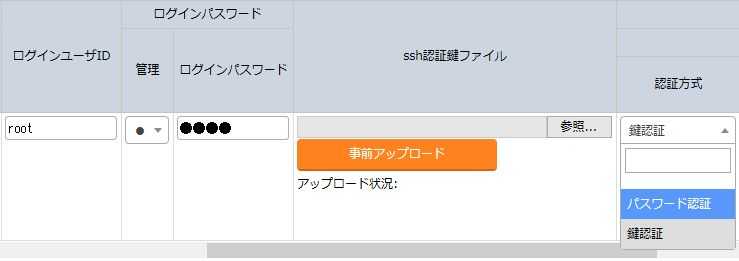 ログインパスワード
ログインユーザID
管理
ログインパスワード
ssh認証鍵ファイル
認証方式
root
●
●●●●
参照...
鍵認証
事前アップロード
アップロード状況:
パスワード認証
鍵認証